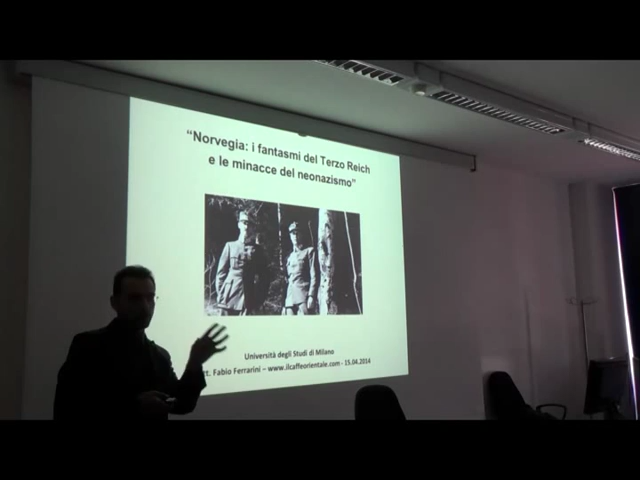 “Norvegia: i fantasmi del Terzo Reich
e le minacce del neonazismo”
Università degli Studi di Milano
tt. Fabio Ferrarini – www.ilcaffeorientale.com - 15.04.2014